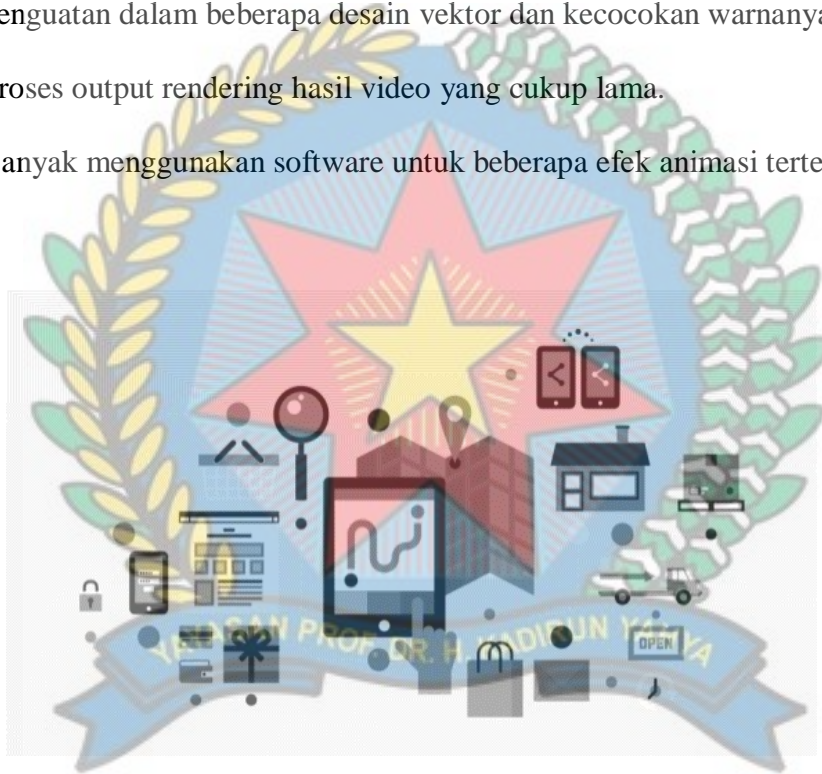 enguatan dalam beberapa desain vektor dan kecocokan warnanya
roses output rendering hasil video yang cukup lama.
anyak menggunakan software untuk beberapa efek animasi terte
YAYASAN PROF. DR. H. KADIRUN YAHYA
OPEN